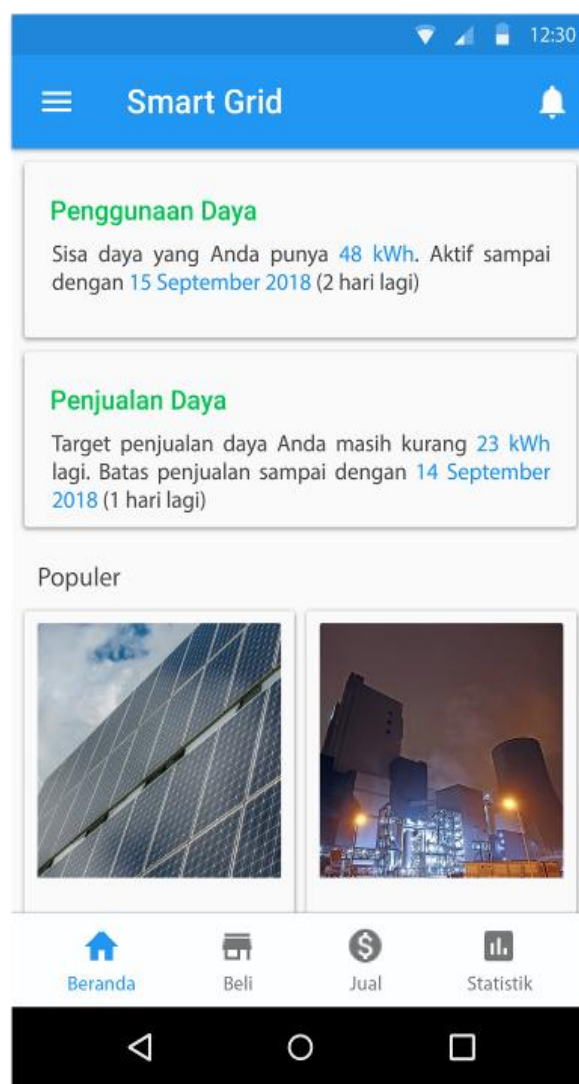 12:30
Smart Grid
Penggunaan Daya
Sisa daya yang Anda punya 48 kWh. Aktif sampai
dengan 15 September 2018 (2 hari lagi)
Penjualan Daya
Target penjualan daya Anda masih kurang 23 kWh
lagi. Batas penjualan sampai dengan 14 September
2018 (1 hari lagi)
Populer
Beranda Beli Jual Statistik